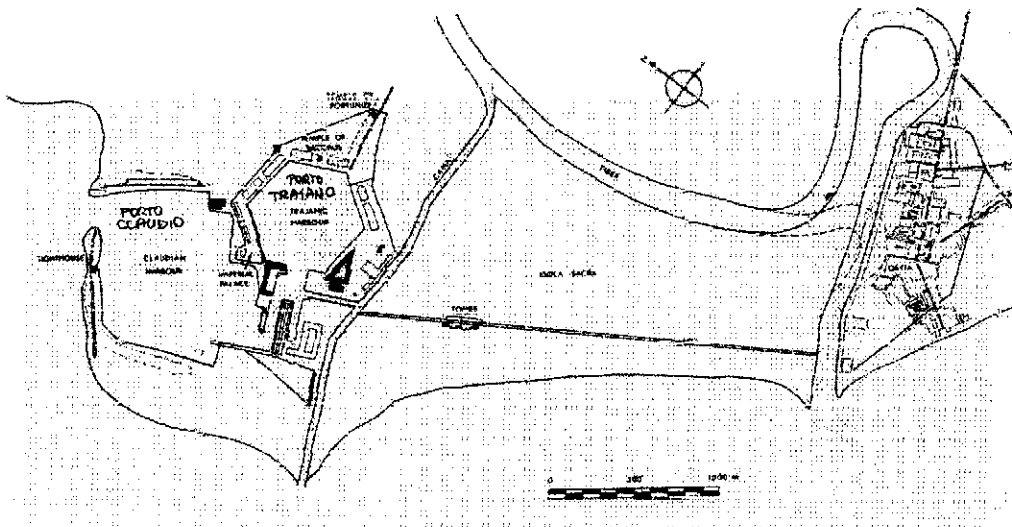 TEMPLE OF
PORTO
TRAIANO
TRAJANIC
HARBOUR
PORTO
CLAUDIO
CLAUDIAN
HARBOUR
LIGHTHOUSE
IMPERIAL
PALACE
CANAL
TIBER
ISOLA SACRA
TOMBS
OSTIA
N
0
1000 m